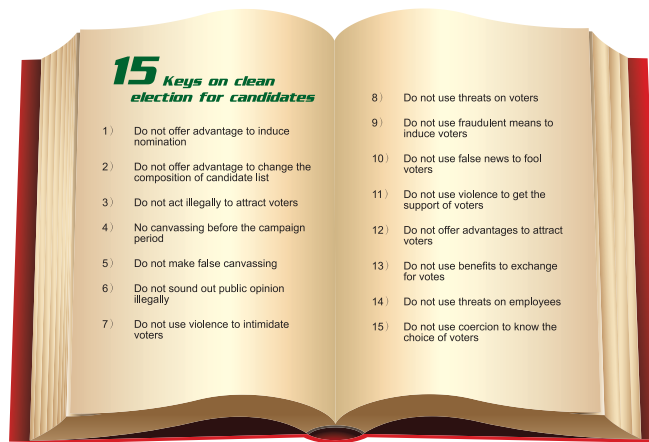 15 Keys on clean
election for candidates
1) Do not offer advantage to induce
nomination
2) Do not offer advantage to change the
composition of candidate list
3) Do not act illegally to attract voters
4) No canvassing before the campaign
period
5) Do not make false canvassing
6) Do not sound out public opinion
illegally
7) Do not use violence to intimidate
voters
8) Do not use threats on voters
9) Do not use fraudulent means to
induce voters
10) Do not use false news to fool
voters
11) Do not use violence to get the
support of voters
12) Do not offer advantages to attract
voters
13) Do not use benefits to exchange
for votes
14) Do not use threats on employees
15) Do not use coercion to know the
choice of voters